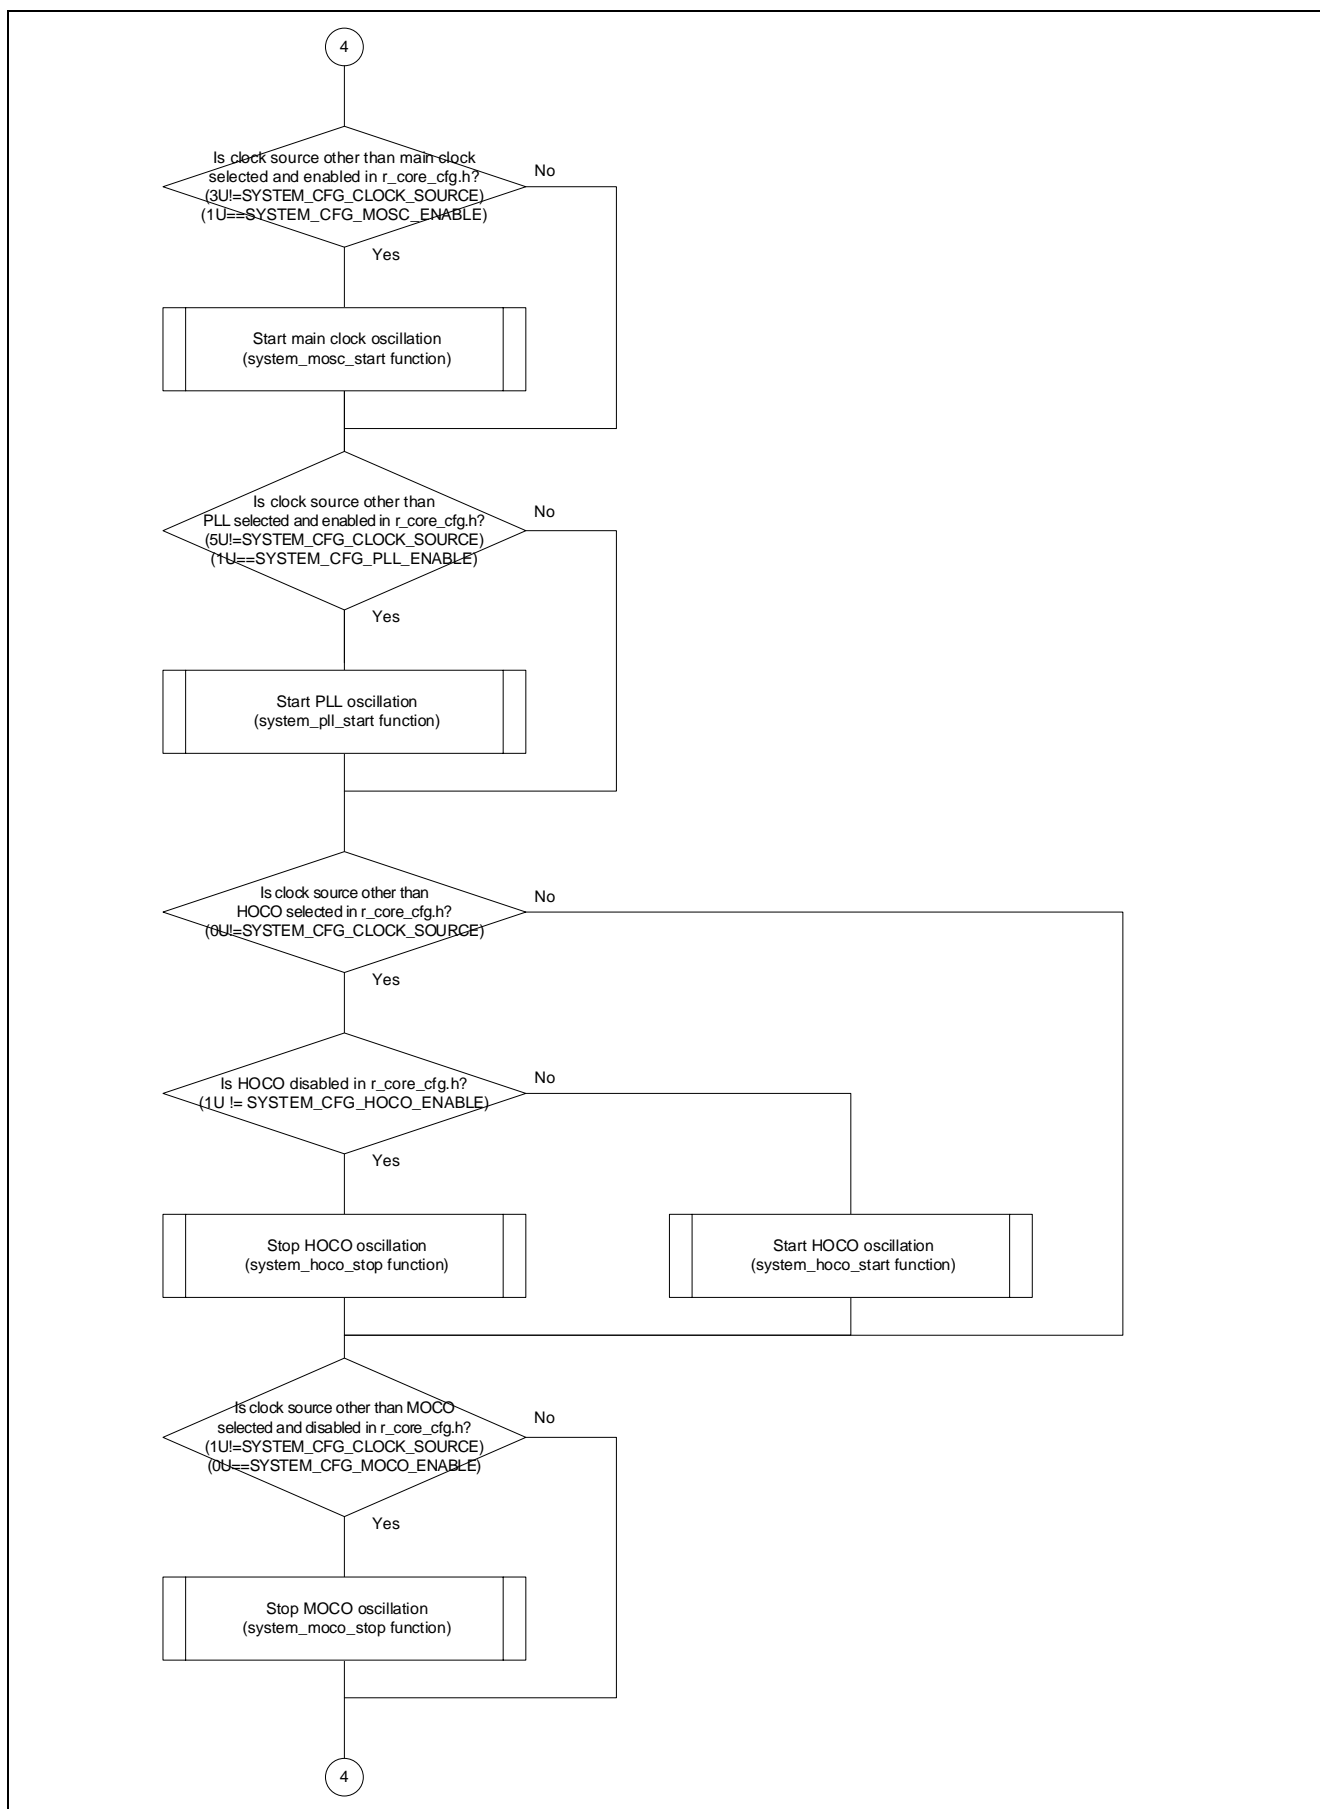 4
Is clock source other than main clock
selected and enabled in r_core_cfg.h?
(3U!=SYSTEM_CFG_CLOCK_SOURCE)
(1U==SYSTEM_CFG_MOSC_ENABLE)
No
Yes
Start main clock oscillation
(system_mosc_start function)
Is clock source other than
PLL selected and enabled in r_core_cfg.h?
(5U!=SYSTEM_CFG_CLOCK_SOURCE)
(1U==SYSTEM_CFG_PLL_ENABLE)
No
Yes
Start PLL oscillation
(system_pll_start function)
Is clock source other than
HOCO selected in r_core_cfg.h?
(0U!=SYSTEM_CFG_CLOCK_SOURCE)
No
Yes
Is HOCO disabled in r_core_cfg.h?
(1U != SYSTEM_CFG_HOCO_ENABLE)
No
Yes
Stop HOCO oscillation
(system_hoco_stop function)
Start HOCO oscillation
(system_hoco_start function)
Is clock source other than MOCO
selected and disabled in r_core_cfg.h?
(1U!=SYSTEM_CFG_CLOCK_SOURCE)
(0U==SYSTEM_CFG_MOCO_ENABLE)
No
Yes
Stop MOCO oscillation
(system_moco_stop function)
4